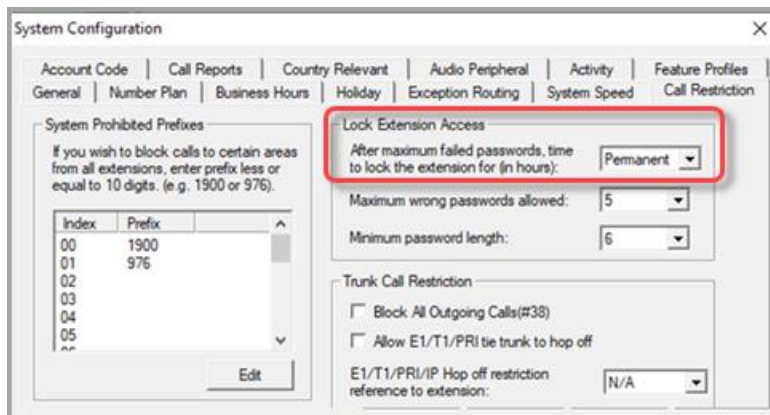 System Configuration
Account Code
Call Reports
Country Relevant
Audio Peripheral
Activity
Feature Profiles
General
Number Plan
Business Hours
Holiday
Exception Routing
System Speed
Call Restriction
System Prohibited Prefixes
If you wish to block calls to certain areas
from all extensions, enter prefix less or
equal to 10 digits. (e.g. 1900 or 976).
Index Prefix
00 1900
01 976
02
03
04
05
Edit
Lock Extension Access
After maximum failed passwords, time
to lock the extension for (in hours): Permanent
Maximum wrong passwords allowed: 5
Minimum password length: 6
Trunk Call Restriction
Block All Outgoing Calls(#38)
Allow E1/T1/PRI tie trunk to hop off
E1/T1/PRI/IP Hop off restriction
reference to extension: N/A